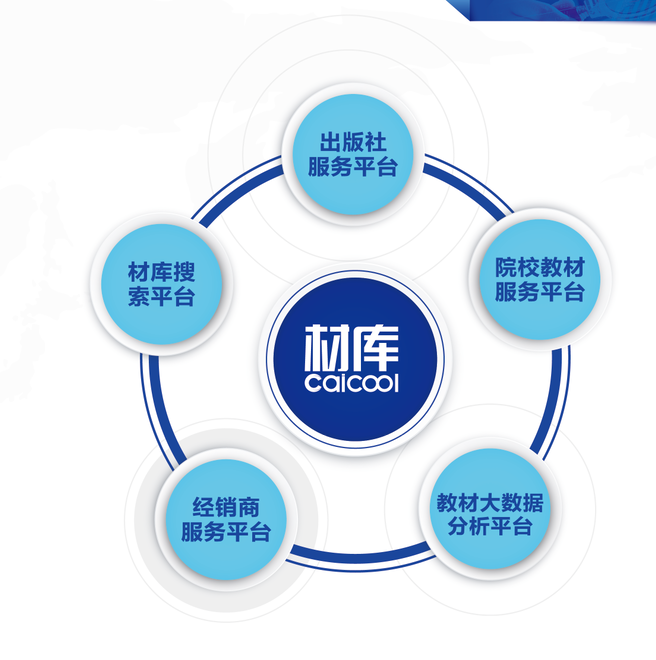 出版社
服务平台
材库搜
索平台
院校教材
服务平台
材库
caicool
经销商
服务平台
教材大数据
分析平台